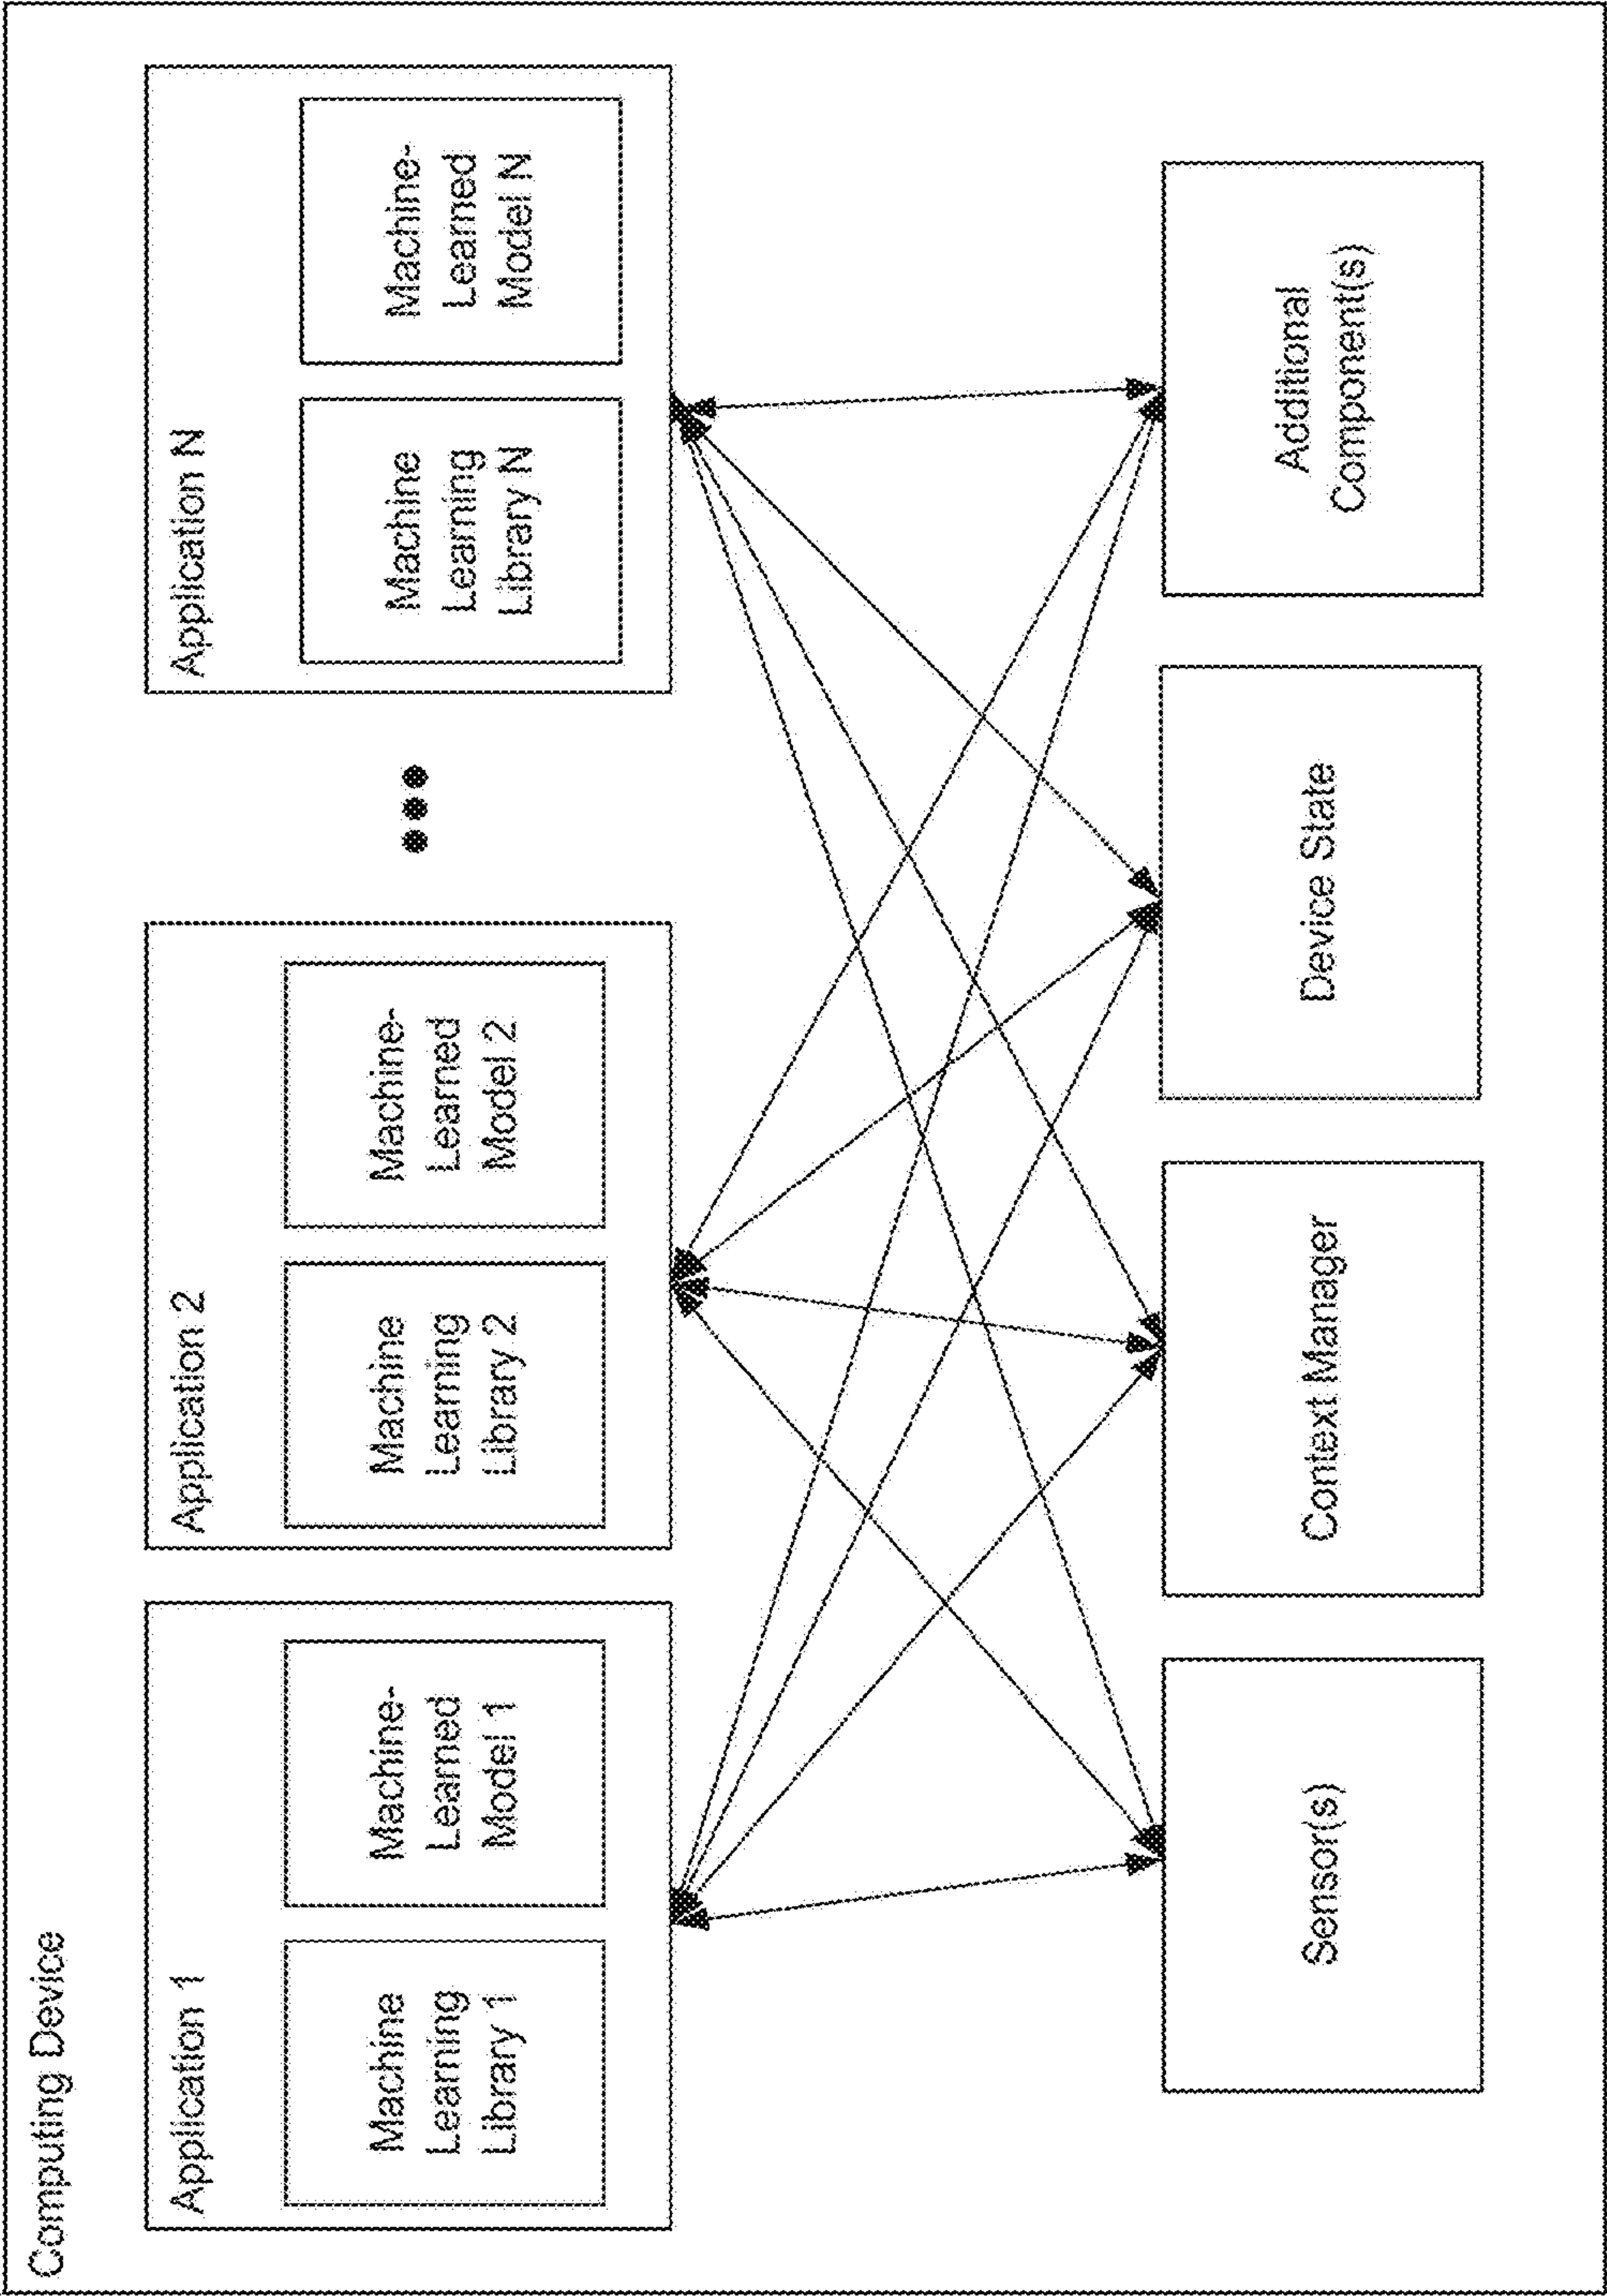 Computing Device
Application 1
Machine
Learning
Library 1
Machine-
Learned
Model 1
Application 2
Machine
Learning
Library 2
Machine-
Learned
Model 2
Application N
Machine
Learning
Library N
Machine-
Learned
Model N
Sensor(s)
Context Manager
Device State
Additional
Component(s)